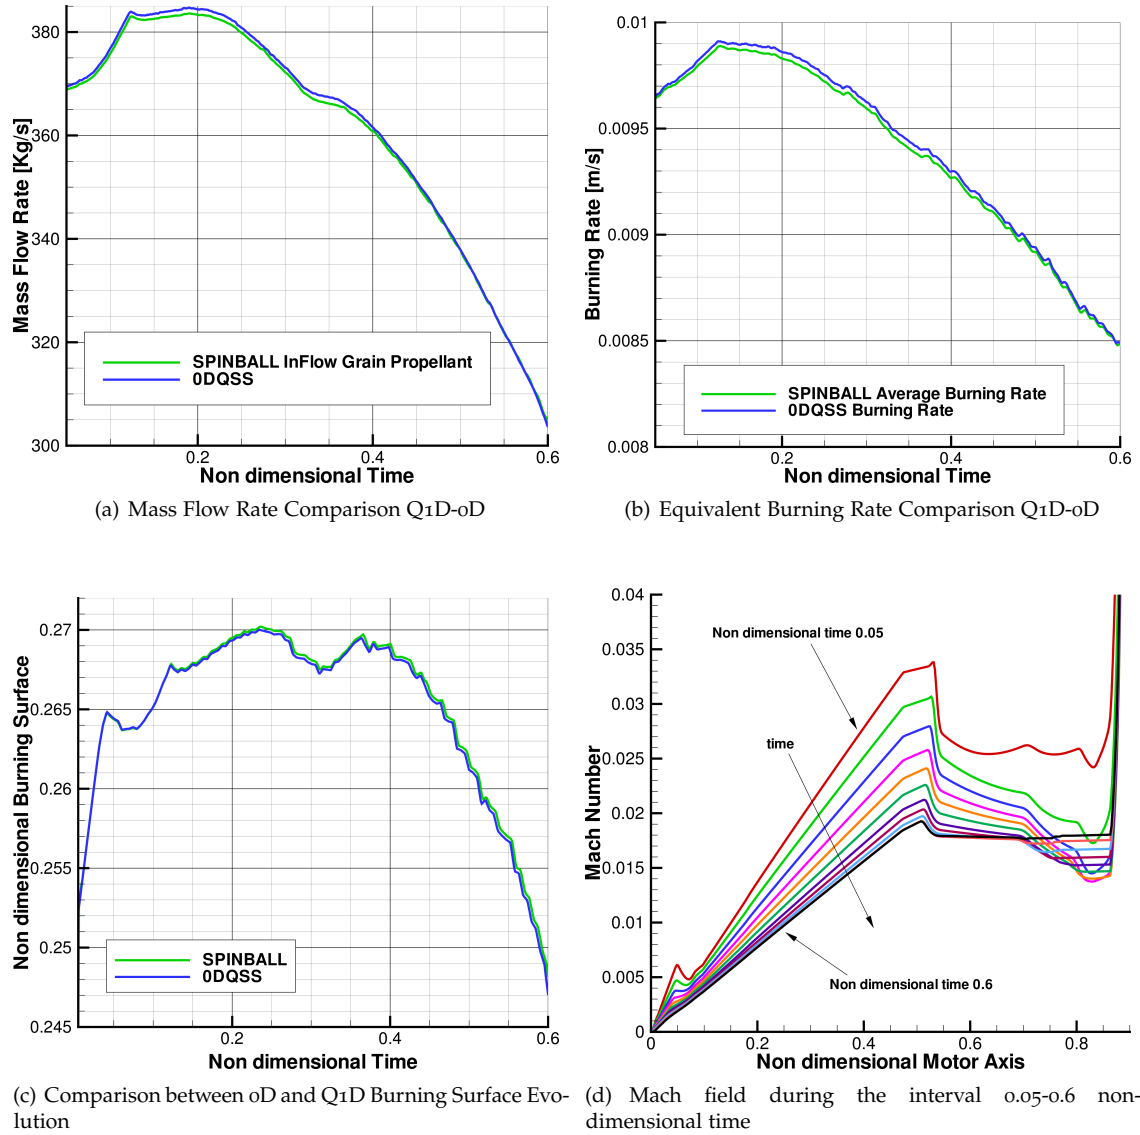 380
360
340
320
300
0.2
0.4
0.6
Mass Flow Rate [Kg/s]
Non dimensional Time
SPINBALL InFlow Grain Propellant
0DQSS
(a) Mass Flow Rate Comparison Q1D-0D
0.01
0.0095
0.009
0.0085
0.008
0.2
0.4
0.6
Burning Rate [m/s]
Non dimensional Time
SPINBALL Average Burning Rate
0DQSS Burning Rate
(b) Equivalent Burning Rate Comparison Q1D-0D
0.27
0.265
0.26
0.255
0.25
0.245
0.2
0.4
0.6
Non dimensional Burning Surface
Non dimensional Time
SPINBALL
0DQSS
(c) Comparison between 0D and Q1D Burning Surface Evo-
lution
0.04
0.035
0.03
0.025
0.02
0.015
0.01
0.005
0
0
0.2
0.4
0.6
0.8
Mach Number
Non dimensional Motor Axis
Non dimensional time 0.05
time
Non dimensional time 0.6
(d) Mach field during the interval 0.05-0.6 non-
dimensional time